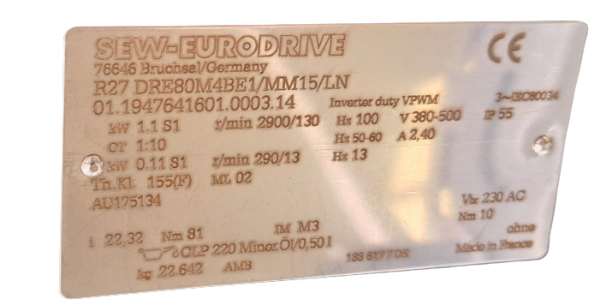 SEW-EURODRIVE CE
76646 Bruchsal/Germany
R27 DRE80M4BE1/MM15/LN
01.1947641601.0003.14 Inverter duty VPWM 3~IEC60034
kW 1.1 S1 r/min 2900/130 Hz 100 V 380-500 IP 55
CT 1:10 Hz 50-60 A 2,40
kW 0.11 S1 r/min 290/13 Hz 13
Th.Kl. 155(F) ML 02
AU175134 Vbr 230 AC
Nm 10
i 22,32 Nm 81 IM M3 ohne
CLP 220 Miner.Öl/0,50 l Made in France
kg 22.642 AMB